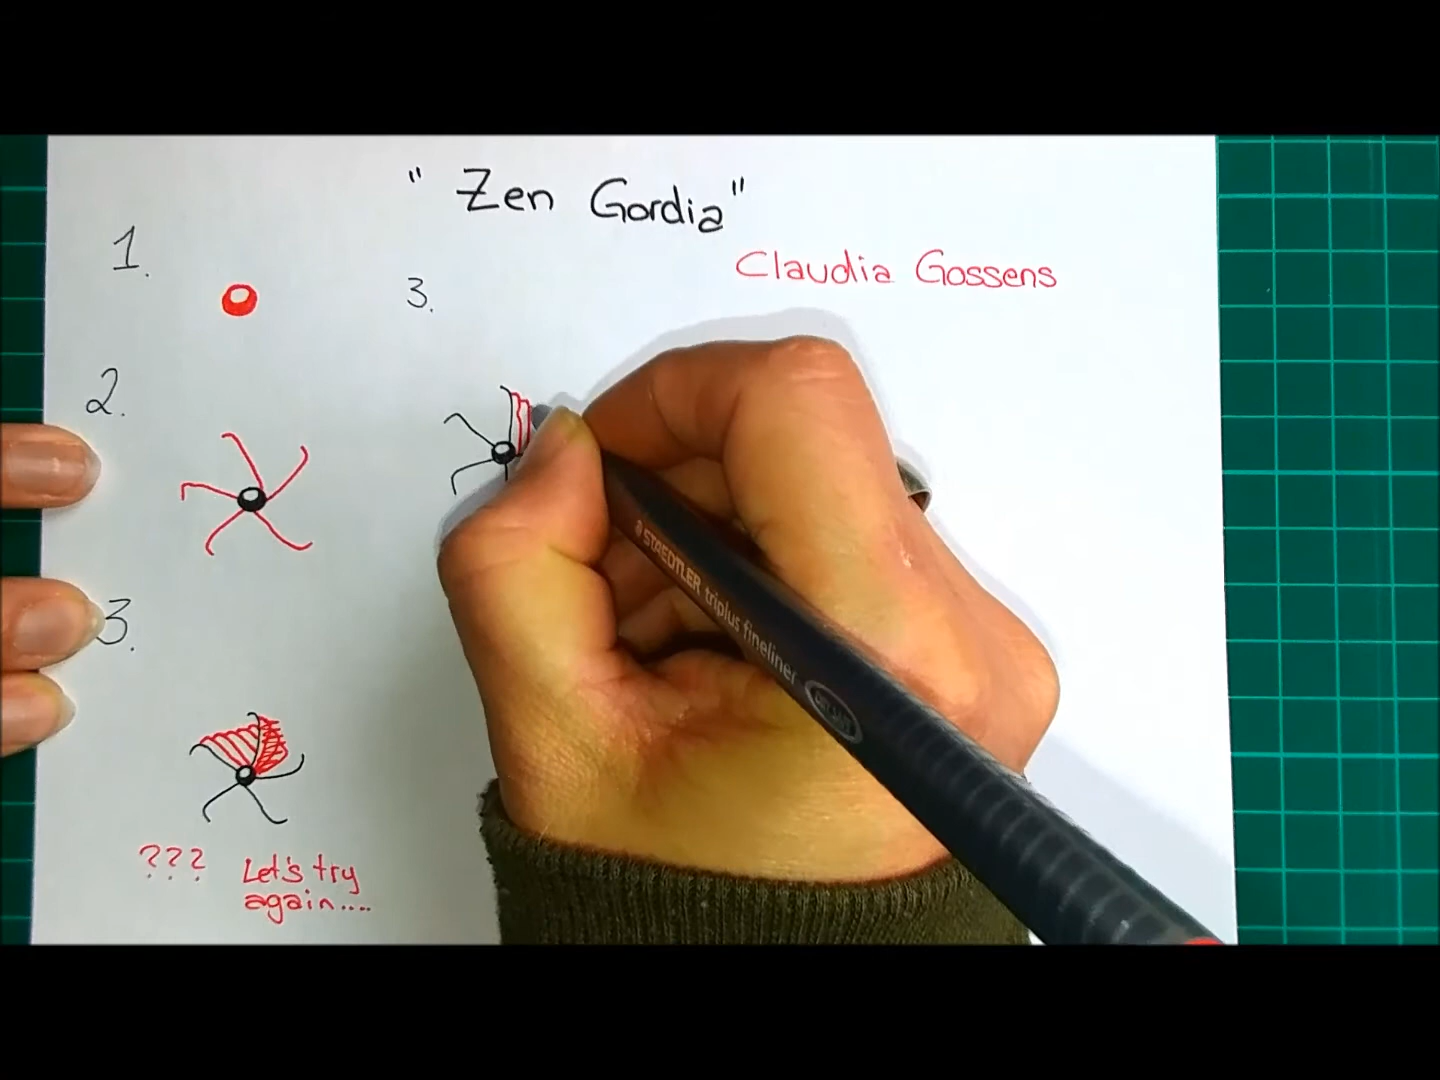 " Zen Gordia"
Claudia Gossens
1.
3.
2.
3.
??? Let's try
again....
STAEDTLER triplus fineliner